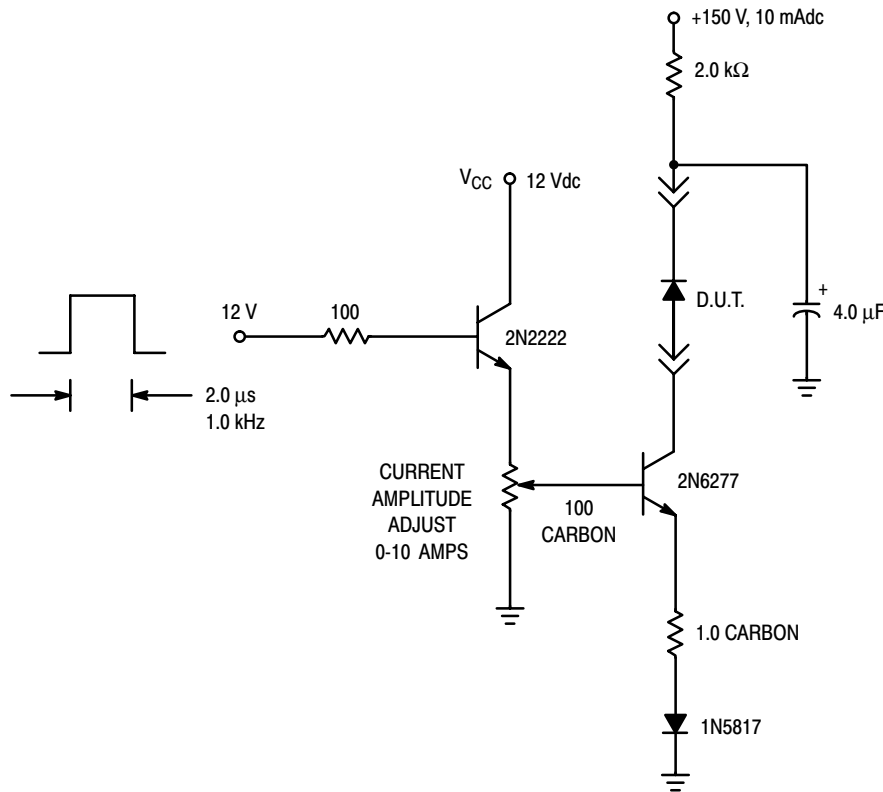 +150 V, 10 mAdc
2.0 kΩ
VCC 12 Vdc
12 V
100
2N2222
D.U.T.
+
4.0 μF
2.0 μs
1.0 kHz
CURRENT
AMPLITUDE
ADJUST
0-10 AMPS
100
CARBON
2N6277
1.0 CARBON
1N5817